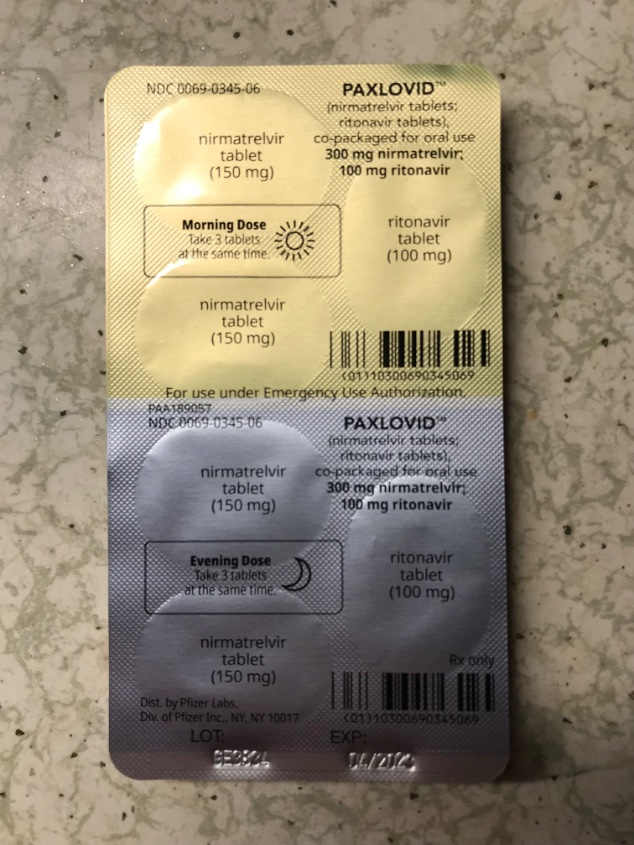 NDC 0069-0345-06
PAXLOVID™
(nirmatrelvir tablets;
ritonavir tablets),
co-packaged for oral use
300 mg nirmatrelvir;
100 mg ritonavir
nirmatrelvir
tablet
(150 mg)
Morning Dose
Take 3 tablets
at the same time.
ritonavir
tablet
(100 mg)
nirmatrelvir
tablet
(150 mg)
(01)10300690345069
For use under Emergency Use Authorization.
PAA189057
NDC 0069-0345-06
PAXLOVID™
(nirmatrelvir tablets;
ritonavir tablets),
co-packaged for oral use
300 mg nirmatrelvir;
100 mg ritonavir
nirmatrelvir
tablet
(150 mg)
Evening Dose
Take 3 tablets
at the same time.
ritonavir
tablet
(100 mg)
nirmatrelvir
tablet
(150 mg)
Rx only
(01)10300690345069
Dist. by Pfizer Labs,
Div. of Pfizer Inc., NY, NY 10017
LOT: EXP:
04/2023